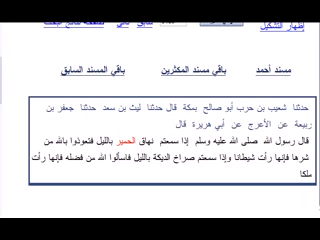 إظهار التشكيل
مسند أحمد باقي مسند المكثرين باقي المسند السابق
حدثنا شعيب بن حرب أبو صالح بمكة قال حدثنا ليث بن سعد حدثنا جعفر بن
ربيعة عن الأعرج عن أبي هريرة قال
قال رسول الله صلى الله عليه وسلم إذا سمعتم نهاق الحمير بالليل فتعوذوا بالله من
شرها فإنها رأت شيطانا وإذا سمعتم صراخ الديكة بالليل فاسألوا الله من فضله فإنها رأت
ملكا